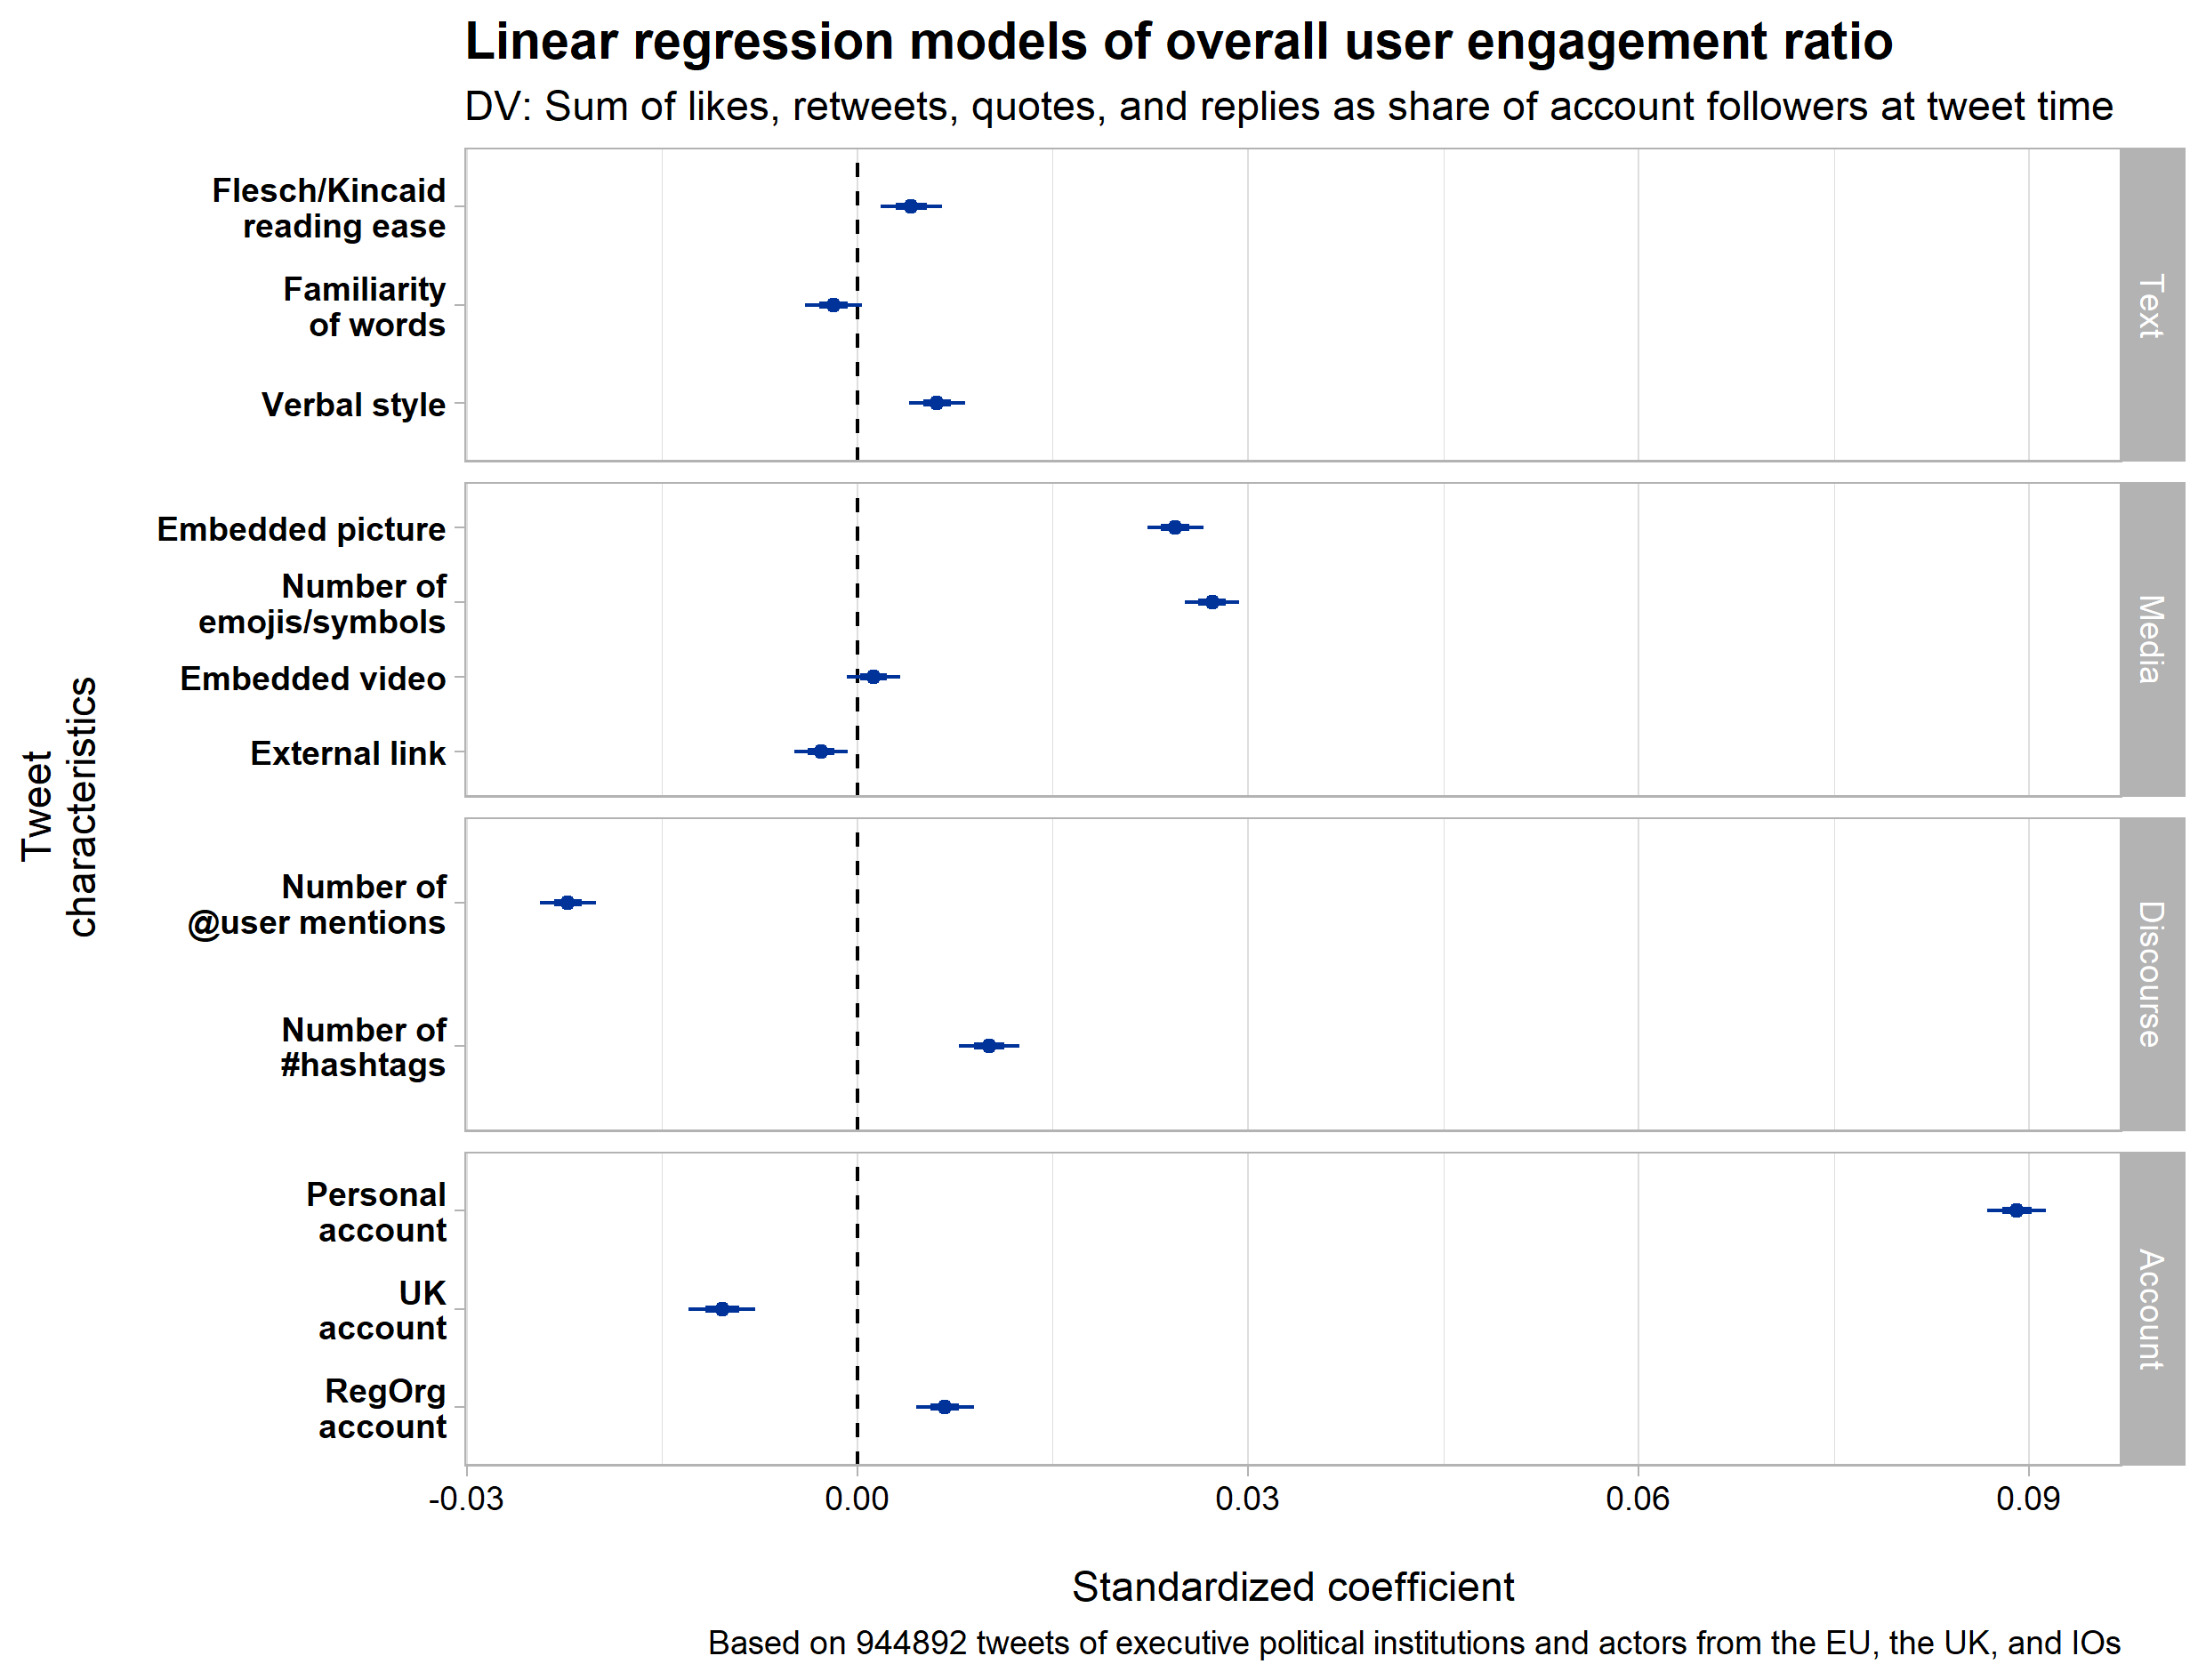 Linear regression models of overall user engagement ratio
DV: Sum of likes, retweets, quotes, and replies as share of account followers at tweet time
Tweet
characteristics
Flesch/Kincaid
reading ease
Familiarity
of words
Verbal style
Text
Embedded picture
Number of
emojis/symbols
Embedded video
External link
Media
Number of
@user mentions
Number of
#hashtags
Discourse
Personal
account
UK
account
RegOrg
account
Account
-0.03 0.00 0.03 0.06 0.09
Standardized coefficient
Based on 944892 tweets of executive political institutions and actors from the EU, the UK, and IOs